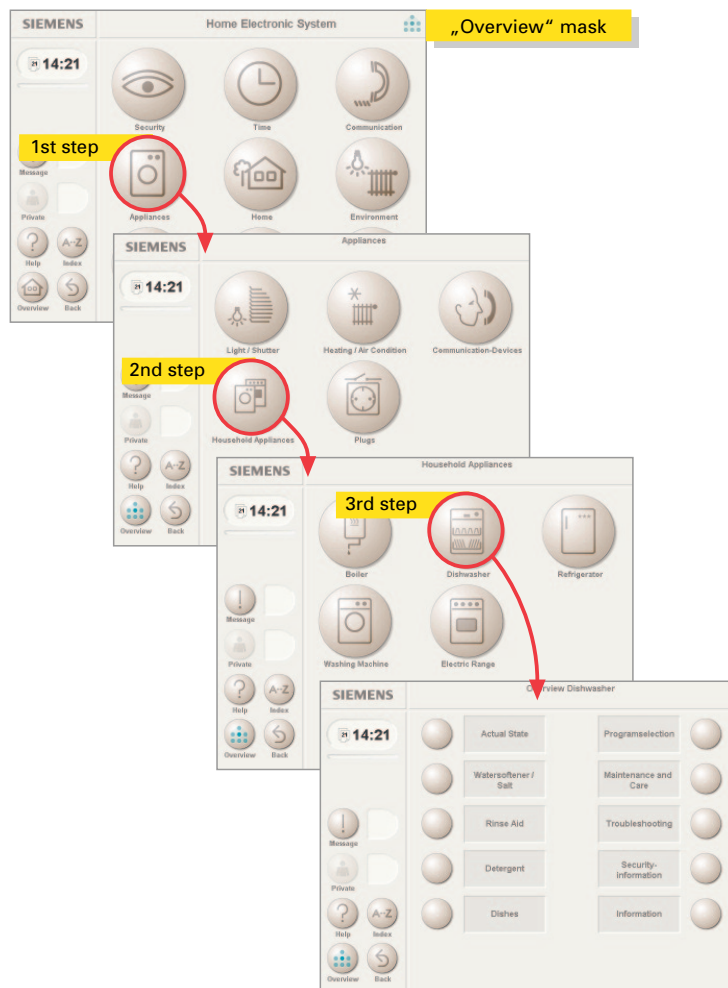 SIEMENS
Home Electronic System
„Overview“ mask
21 14:21
Security
Time
Communication
1st step
Message
Private
Appliances
Home
Environment
?
A-Z
Help
Index
Overview
Back
SIEMENS
Appliances
21 14:21
Light / Shutter
Heating / Air Condition
Communication-Devices
2nd step
Message
Private
Household Appliances
Plugs
?
A-Z
Help
Index
Overview
Back
SIEMENS
Household Appliances
21 14:21
3rd step
Boiler
Dishwasher
Refrigerator
!
Message
Private
Washing Machine
Electric Range
?
A-Z
Help
Index
Overview
Back
SIEMENS
Overview Dishwasher
21 14:21
Actual State
Programselection
Watersoftener /
Salt
Maintenance and
Care
Rinse Aid
Troubleshooting
!
Message
Detergent
Security-
information
Private
Dishes
Information
?
A-Z
Help
Index
Overview
Back